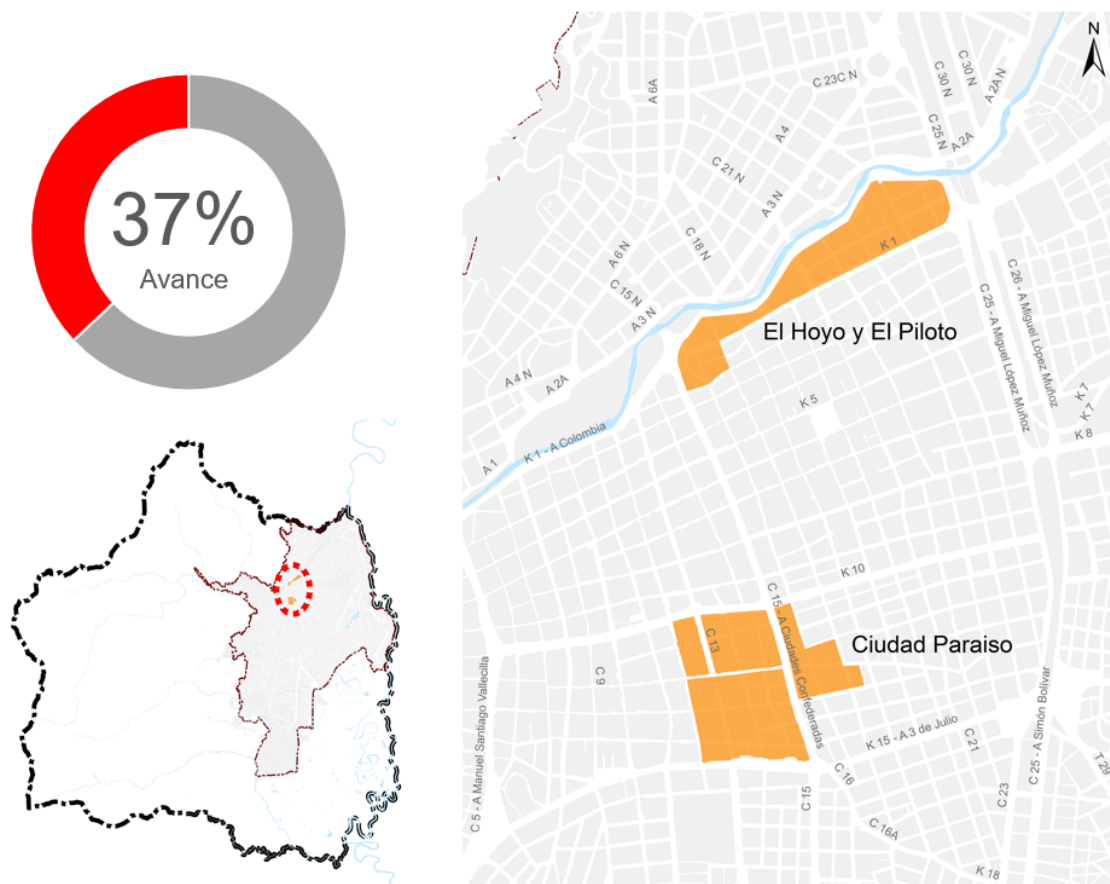 37%
Avance
N
A 6A
C 23C N
C 30 N
C 30 N
A 2A N
C 25 N
A 2A
A 4
C 21 N
A 3 N
A 6 N
C 18 N
C 15 N
A 3 N
K 1
C 26 - A Miguel López Muñoz
C 25 - A Miguel López Muñoz
El Hoyo y El Piloto
A 4 N
A 2A
K 5
K 7
K 7
K 8
K 1 - A Colombia
A 1
K 10
C 15 - A Ciudades Confederadas
C 13
Ciudad Paraiso
C 9
C 5 - A Manuel Santiago Vallecilla
C 25 - A Simón Bolívar
K 15 - A 3 de Julio
C 21
T 29
C 16
C 15
C 23
C 16A
K 18